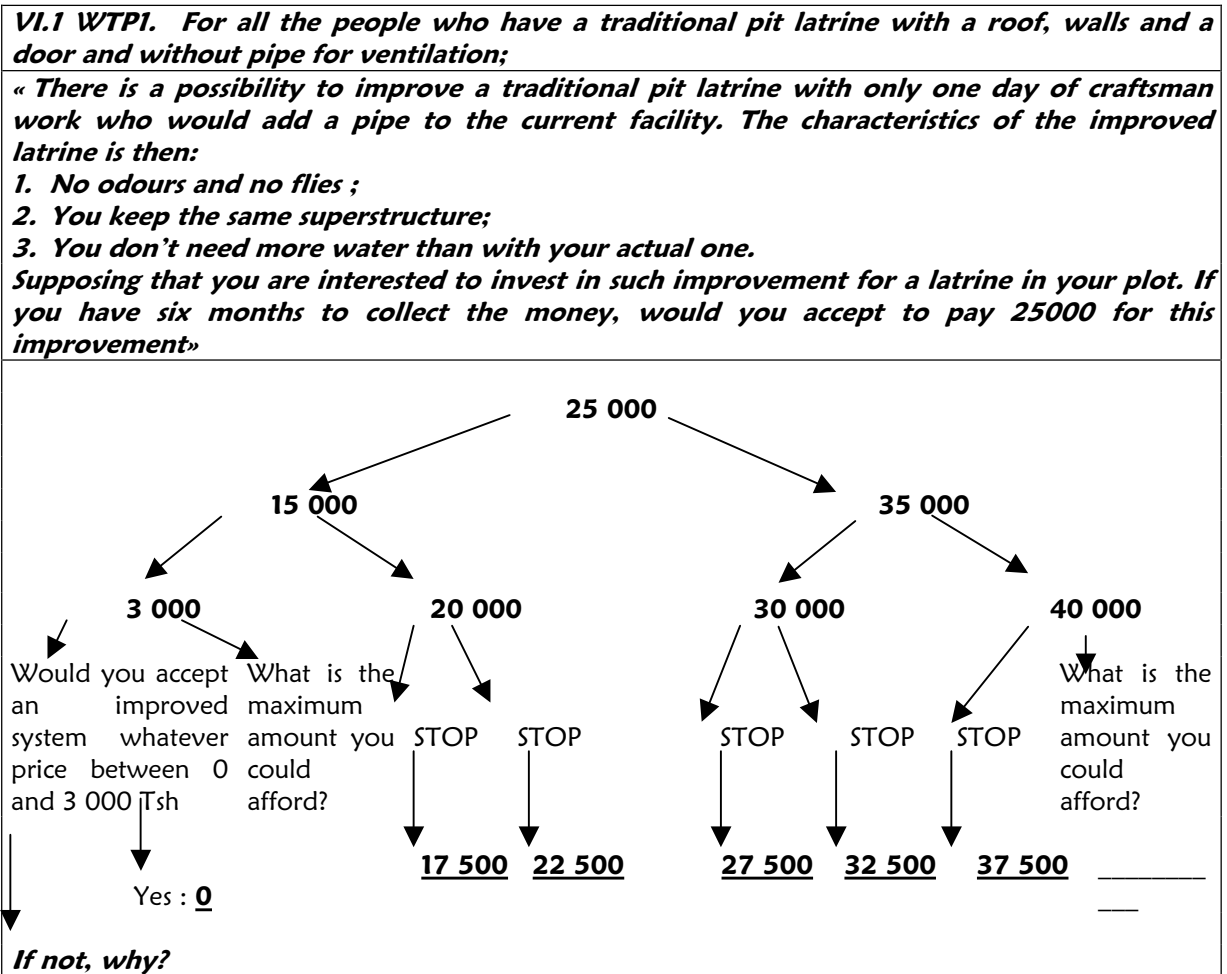 VI.1 WTP1. For all the people who have a traditional pit latrine with a roof, walls and a
door and without pipe for ventilation;
« There is a possibility to improve a traditional pit latrine with only one day of craftsman
work who would add a pipe to the current facility. The characteristics of the improved
latrine is then:
1. No odours and no flies ;
2. You keep the same superstructure;
3. You don't need more water than with your actual one.
Supposing that you are interested to invest in such improvement for a latrine in your plot. If
you have six months to collect the money, would you accept to pay 25000 for this
improvement»
25 000
15 000 35 000
3 000 20 000 30 000 40 000
Would you accept
an improved
system whatever
price between 0
and 3 000 Tsh
What is the
maximum
amount you
could
afford?
STOP STOP STOP STOP STOP
What is the
maximum
amount you
could
afford?
17 500 22 500 27 500 32 500 37 500 ________
___
Yes : 0
If not, why?